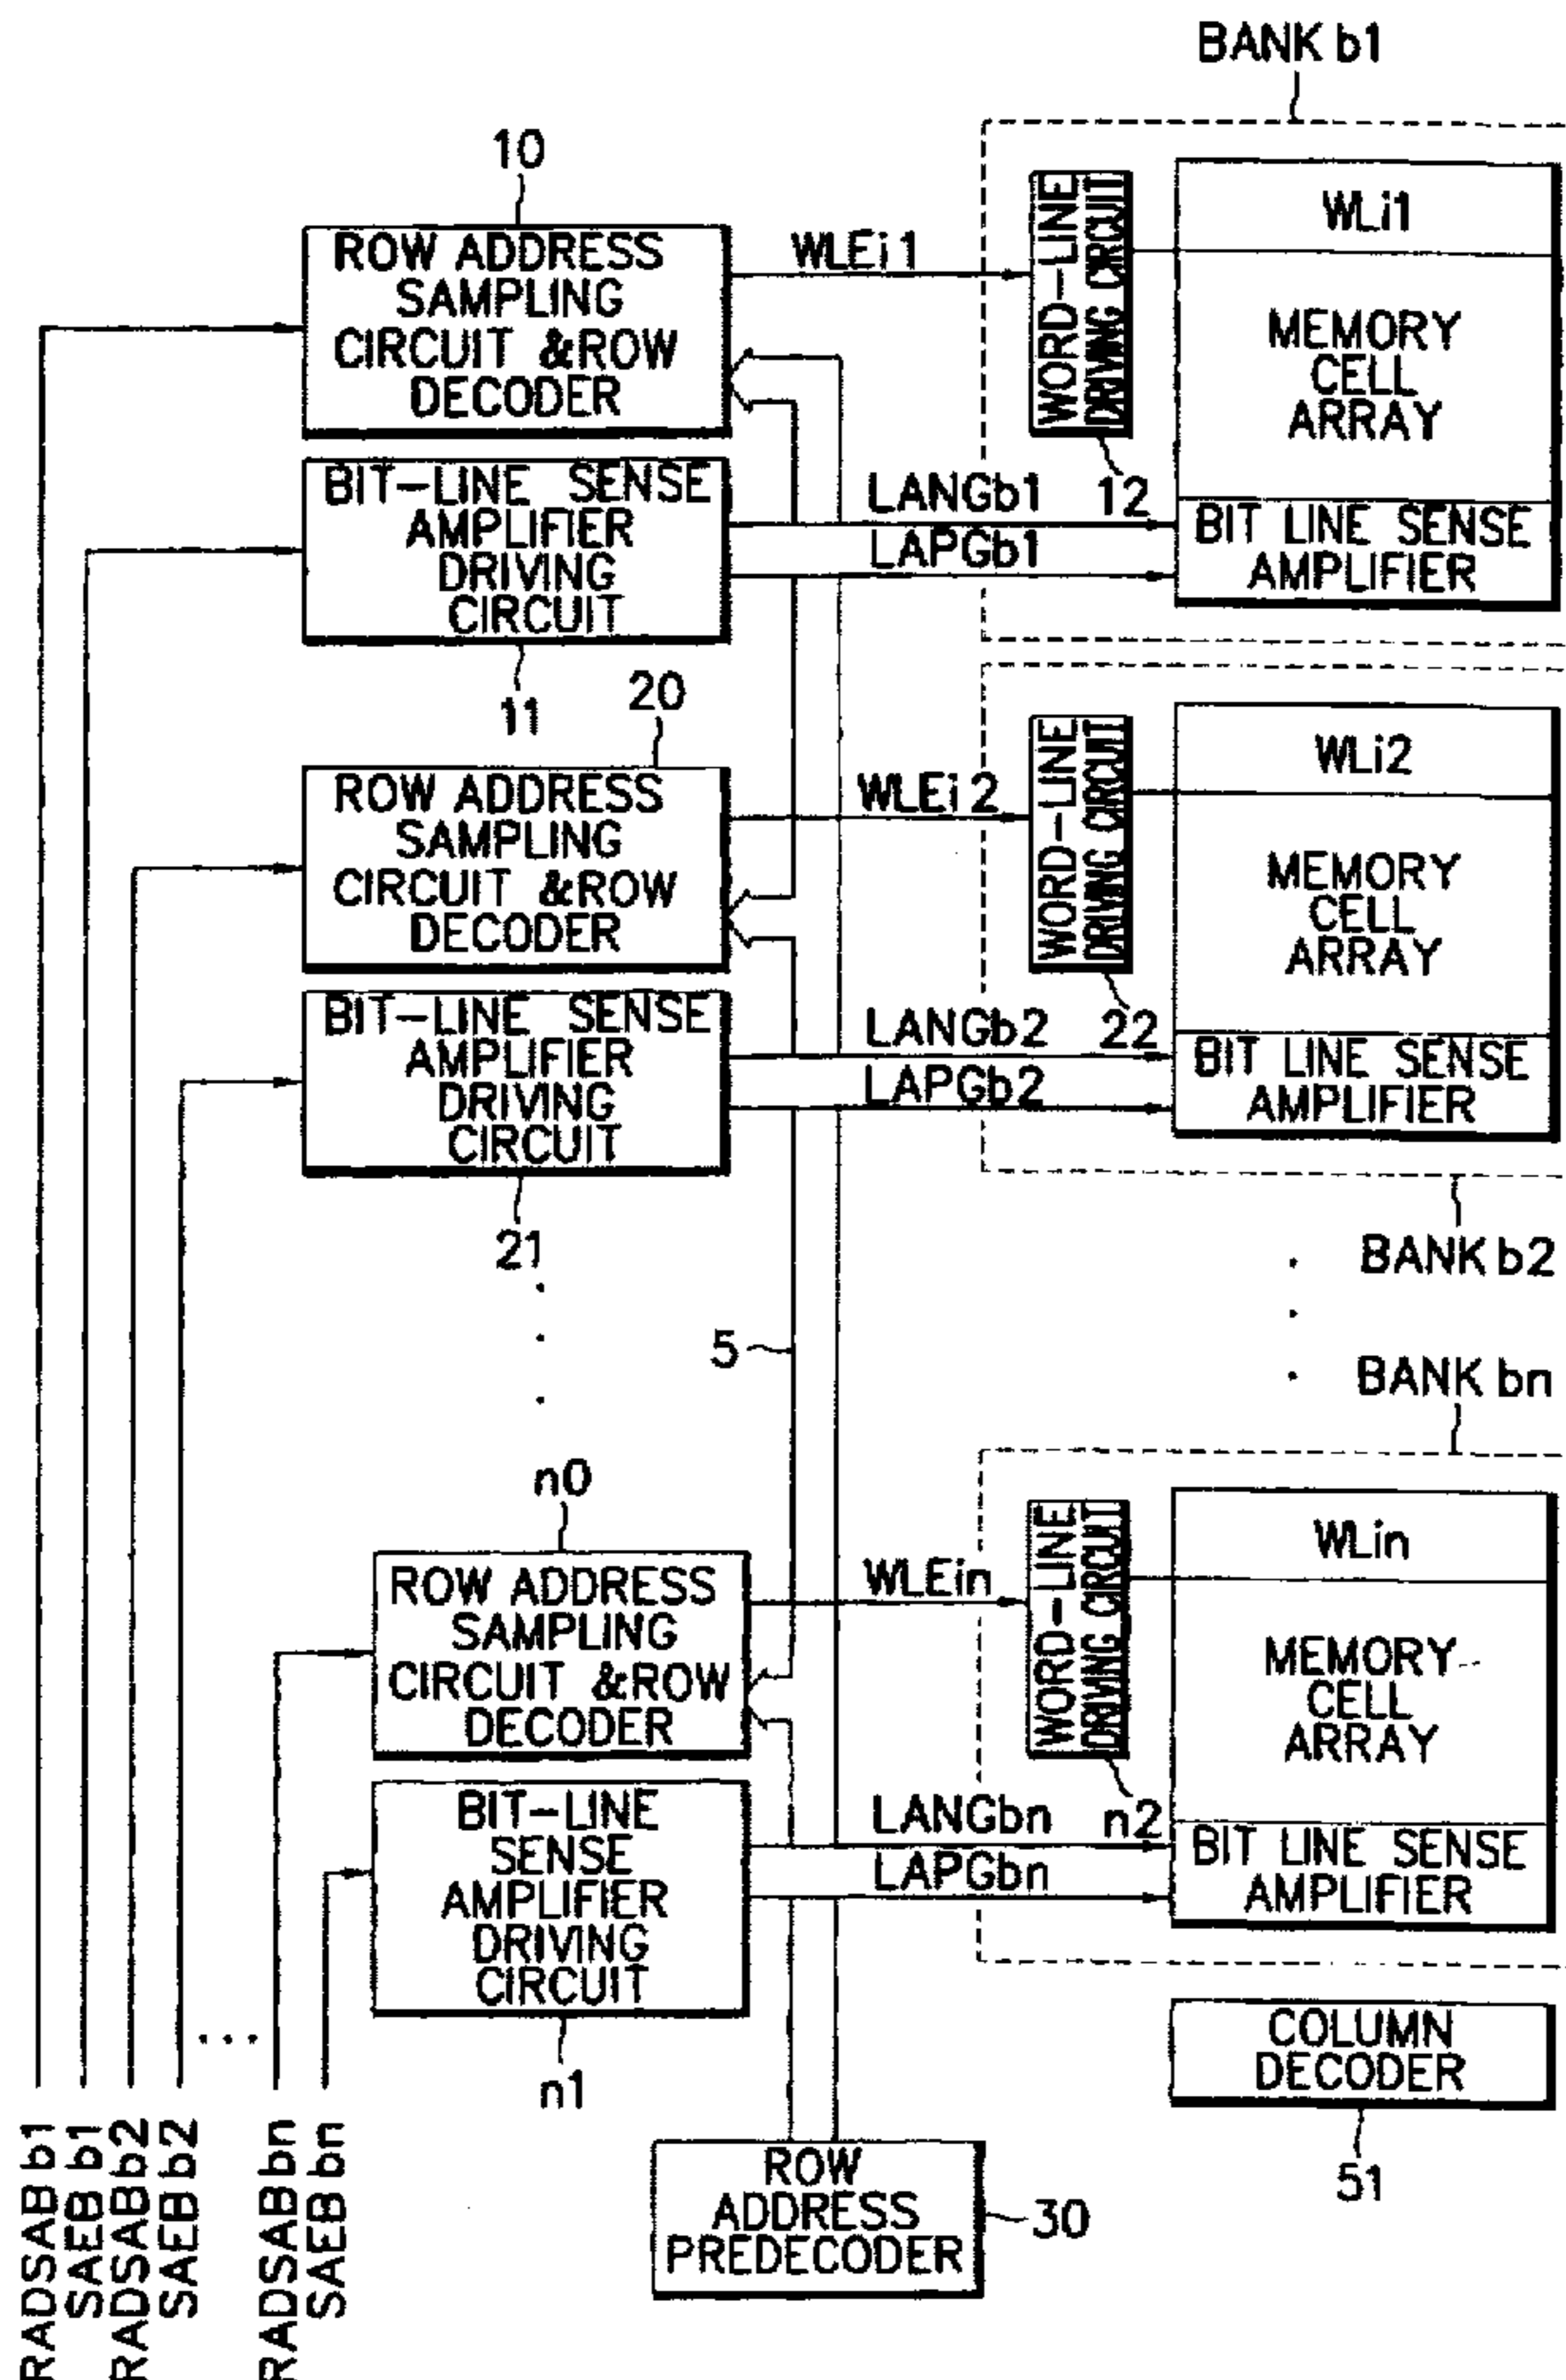 BANK b1
10
ROW ADDRESS
SAMPLING
CIRCUIT &ROW
DECODER
WLEi1
WORD-LINE
DRIVING CIRCUIT
12
WLi1
MEMORY
CELL
ARRAY
BIT-LINE SENSE
AMPLIFIER
DRIVING
CIRCUIT
11
LANGb1
LAPGb1
BIT LINE SENSE
AMPLIFIER
20
ROW ADDRESS
SAMPLING
CIRCUIT &ROW
DECODER
WLEi2
WORD-LINE
DRIVING CIRCUIT
22
WLi2
MEMORY
CELL
ARRAY
BIT-LINE SENSE
AMPLIFIER
DRIVING
CIRCUIT
21
LANGb2
LAPGb2
BIT LINE SENSE
AMPLIFIER
BANK b2
5
BANK bn
n0
ROW ADDRESS
SAMPLING
CIRCUIT &ROW
DECODER
WLEin
WORD-LINE
DRIVING CIRCUIT
n2
WLin
MEMORY
CELL
ARRAY
BIT-LINE
SENSE
AMPLIFIER
DRIVING
CIRCUIT
n1
LANGbn
LAPGbn
BIT LINE SENSE
AMPLIFIER
COLUMN
DECODER
51
...
RADSAB b1
SAEB b1
RADSAB b2
SAEB b2
RADSAB bn
SAEB bn
ROW
ADDRESS
PREDECODER
30